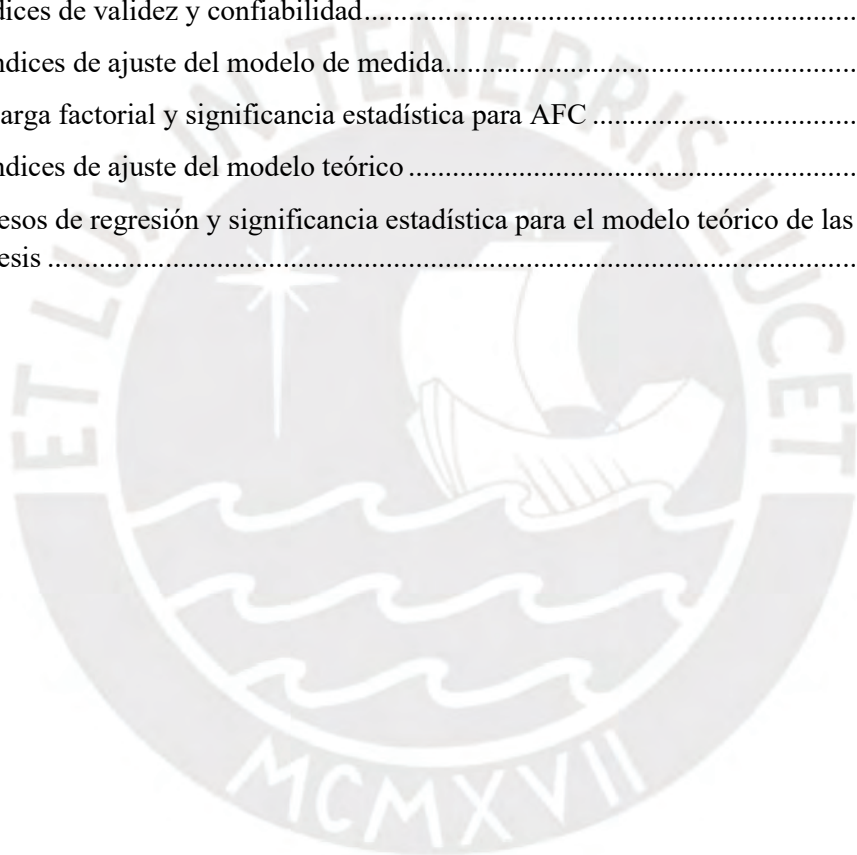 dices de validez y confiabilidad
ndices de ajuste del modelo de medida
arga factorial y significancia estadística para AFC
ndices de ajuste del modelo teórico
esos de regresión y significancia estadística para el modelo teórico de las
esis
ET LUX IN TENEBRIS LUCET
MCMXVII